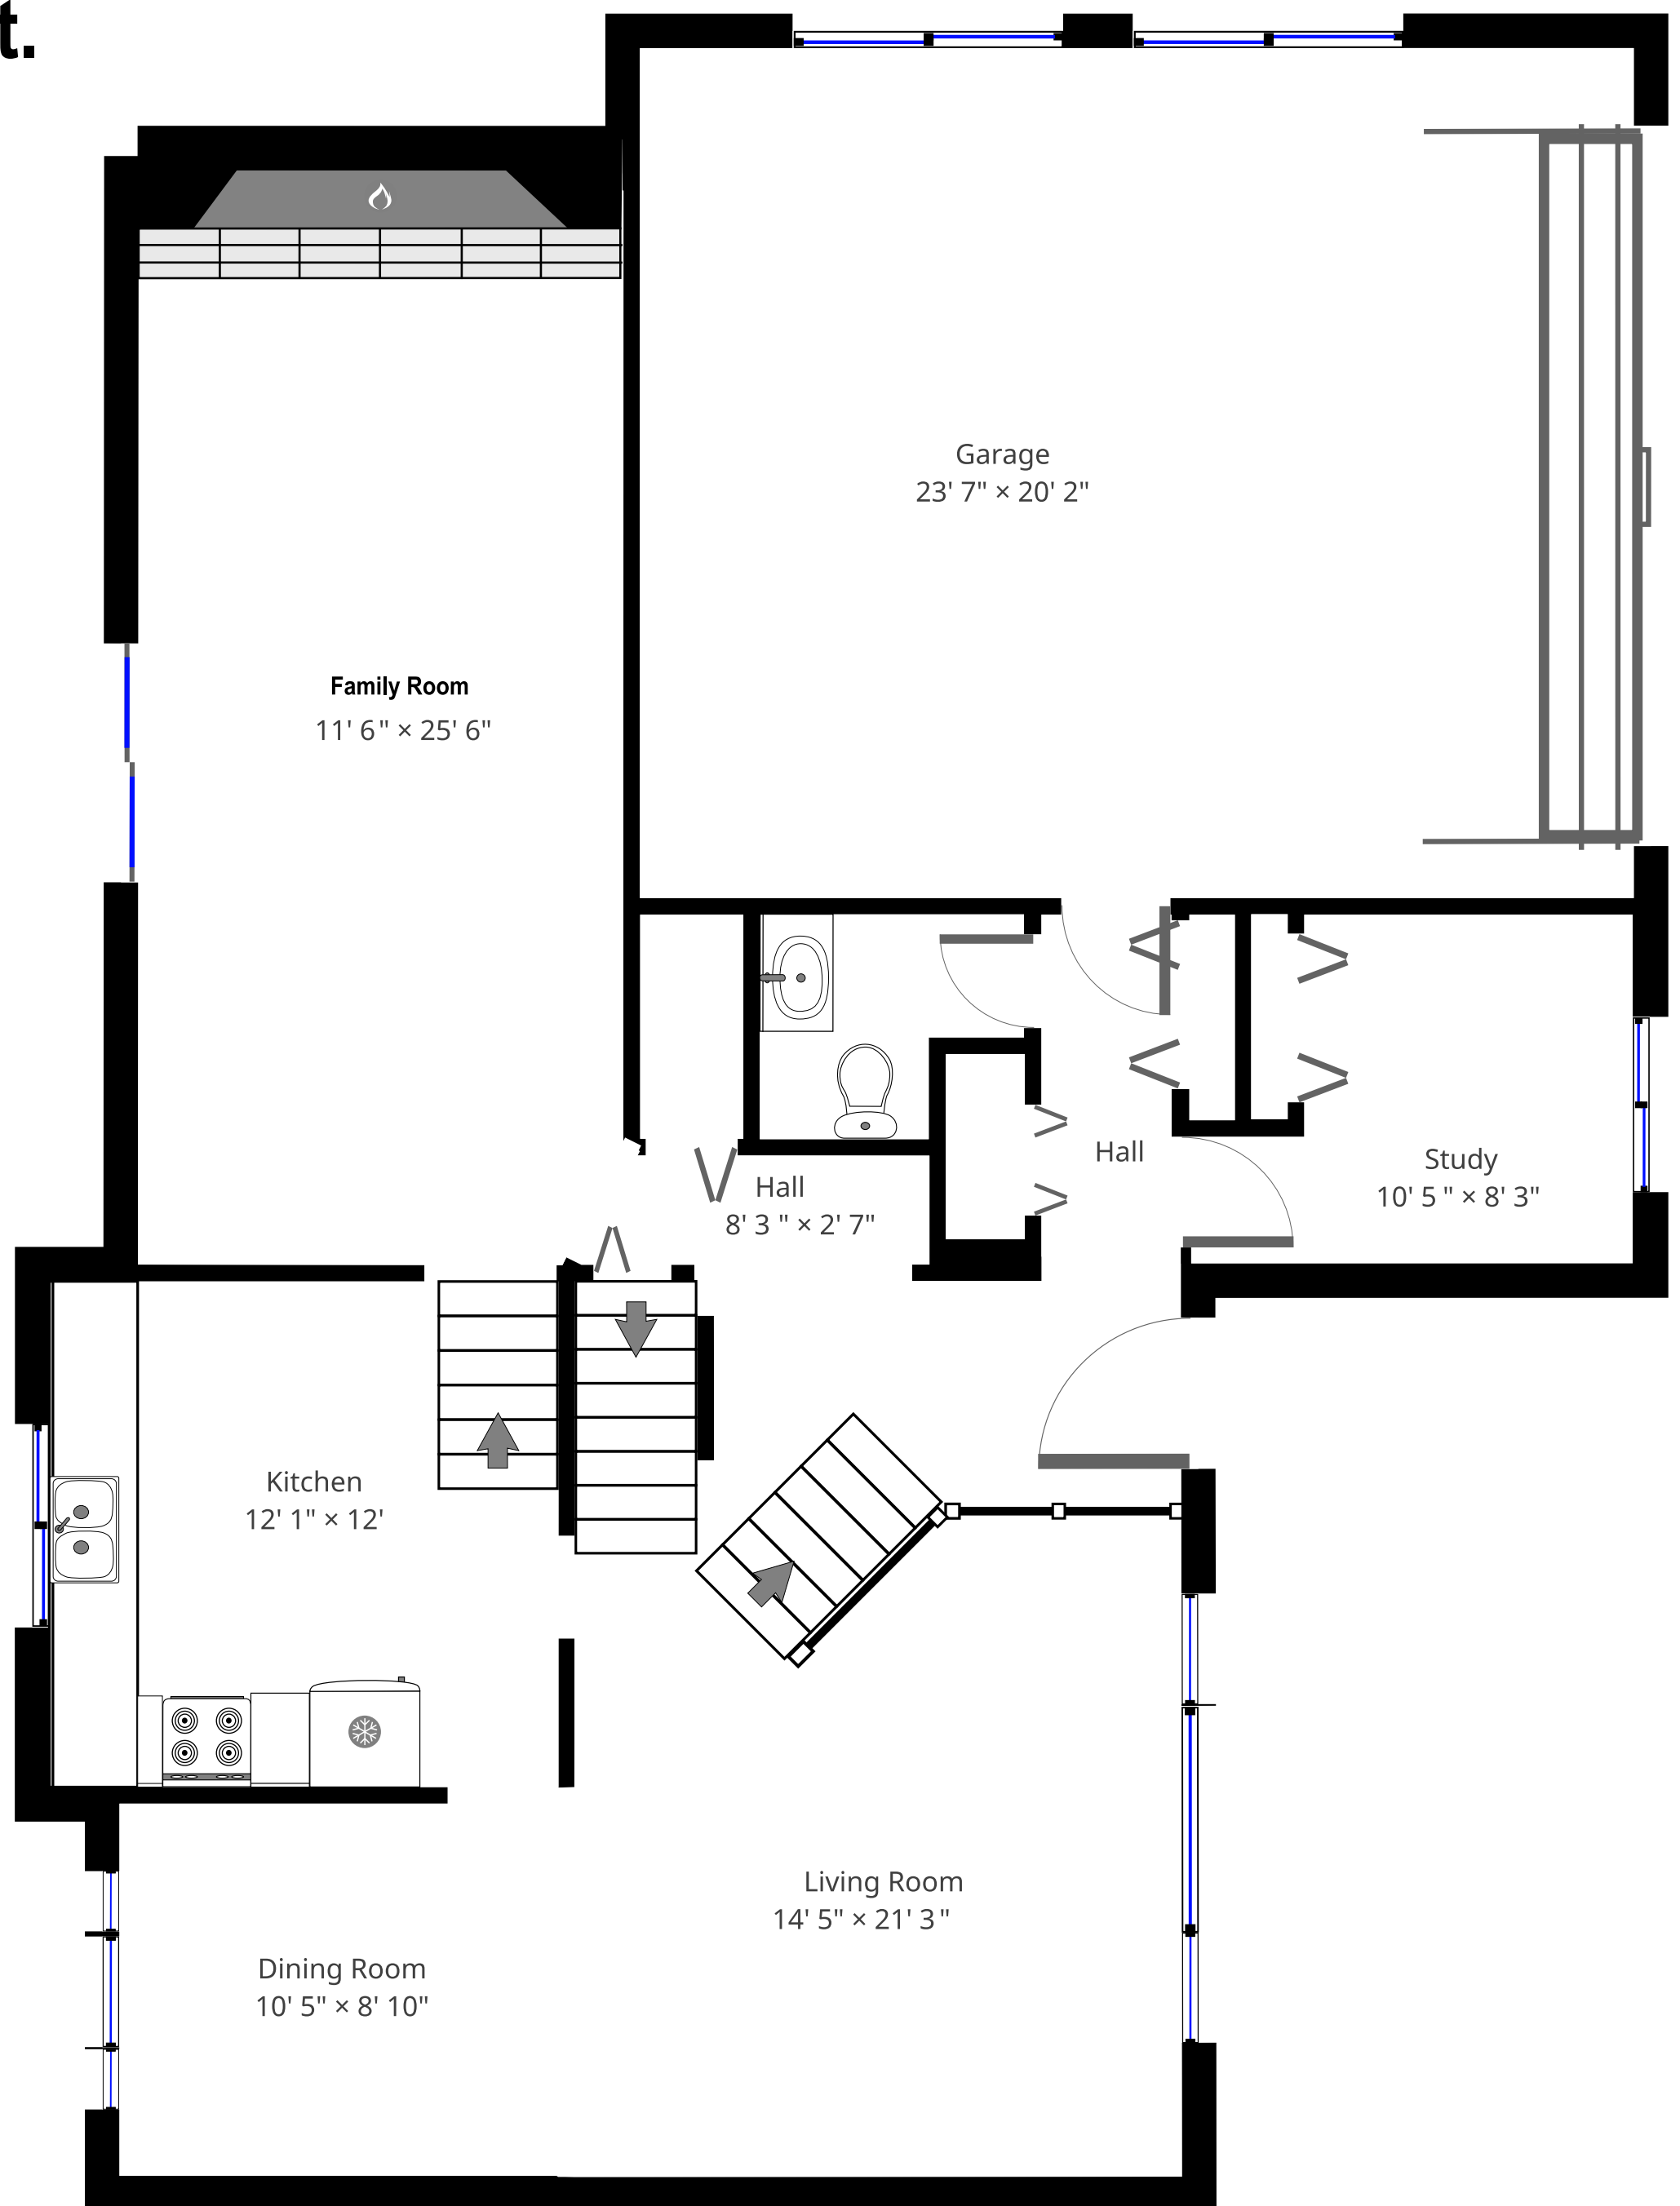 t.
Garage
23' 7" × 20' 2"
Family Room
11' 6" × 25' 6"
Hall
8' 3" × 2' 7"
Hall
Study
10' 5" × 8' 3"
Kitchen
12' 1" × 12'
Living Room
14' 5" × 21' 3"
Dining Room
10' 5" × 8' 10"